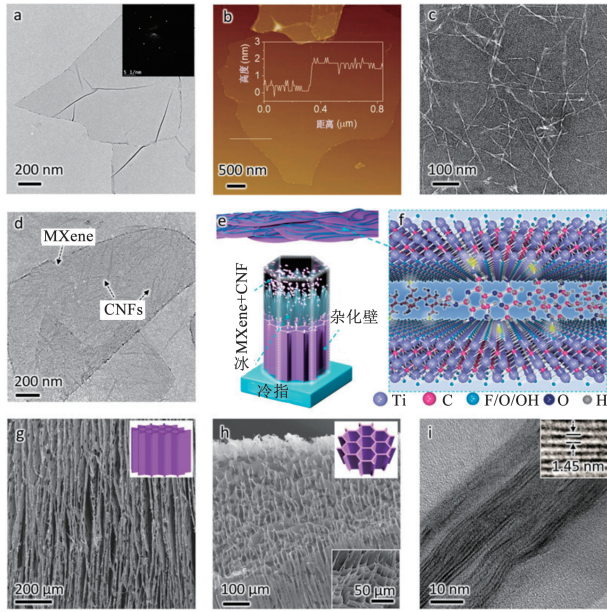 a
5 1/nm
200 nm
b
高度 (nm)
3
2
1
0
0.0
0.4
0.8
距离 (μm)
500 nm
c
100 nm
d
MXene
CNFs
200 nm
e
冰
MXene+CNF
杂化壁
冷指
f
Ti
C
F/O/OH
O
H
g
200 μm
h
100 μm
50 μm
i
1.45 nm
10 nm